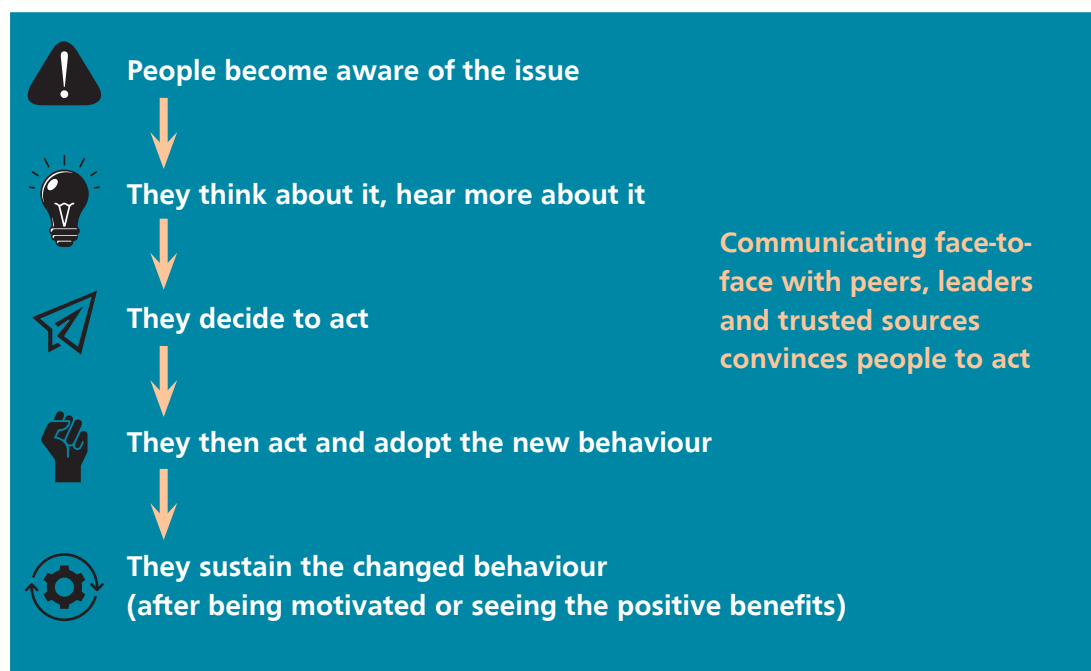 People become aware of the issue
They think about it, hear more about it
Communicating face-to-
face with peers, leaders
and trusted sources
convinces people to act
They decide to act
They then act and adopt the new behaviour
They sustain the changed behaviour
(after being motivated or seeing the positive benefits)